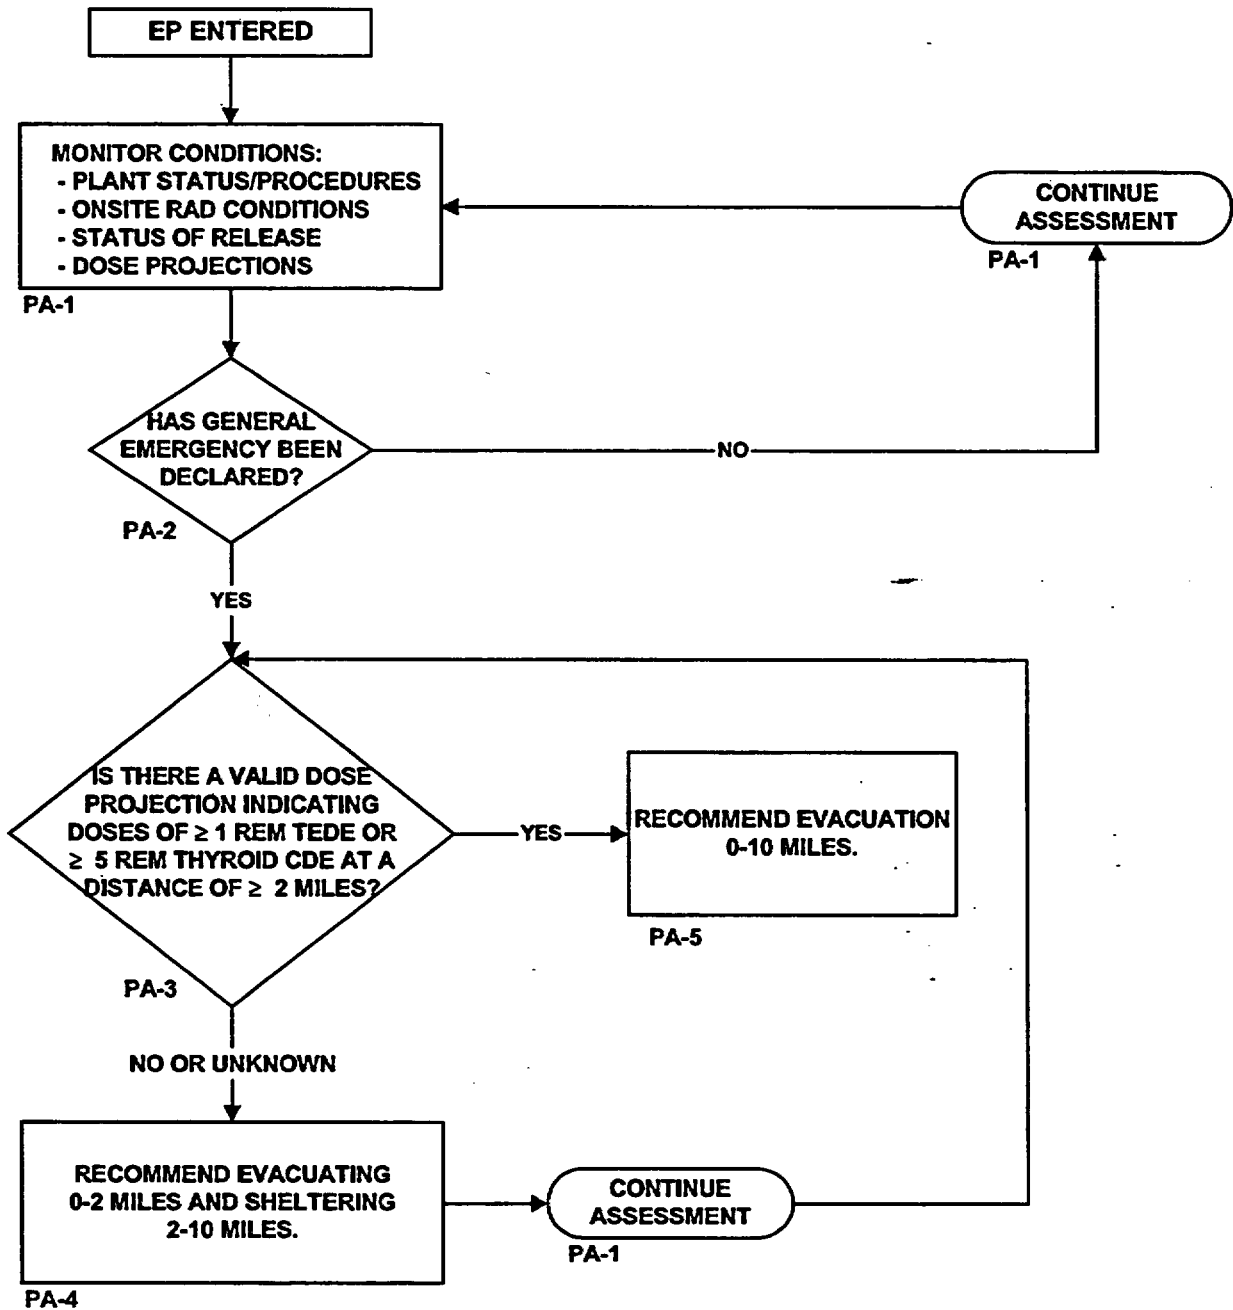 EP ENTERED
MONITOR CONDITIONS:
- PLANT STATUS/PROCEDURES
- ONSITE RAD CONDITIONS
- STATUS OF RELEASE
- DOSE PROJECTIONS
PA-1
CONTINUE
ASSESSMENT
PA-1
HAS GENERAL
EMERGENCY BEEN
DECLARED?
PA-2
NO
YES
IS THERE A VALID DOSE
PROJECTION INDICATING
DOSES OF ≥ 1 REM TEDE OR
≥ 5 REM THYROID CDE AT A
DISTANCE OF ≥ 2 MILES?
PA-3
YES
RECOMMEND EVACUATION
0-10 MILES.
PA-5
NO OR UNKNOWN
RECOMMEND EVACUATING
0-2 MILES AND SHELTERING
2-10 MILES.
PA-4
CONTINUE
ASSESSMENT
PA-1